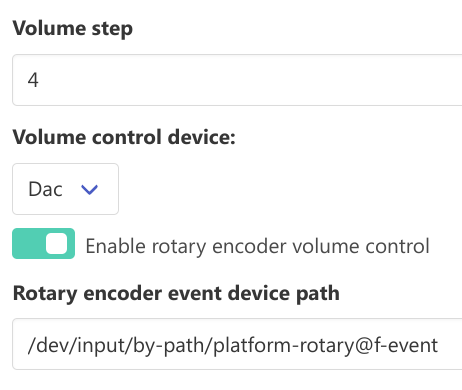 Volume step
4
Volume control device:
Dac
Enable rotary encoder volume control
Rotary encoder event device path
/dev/input/by-path/platform-rotary@f-event